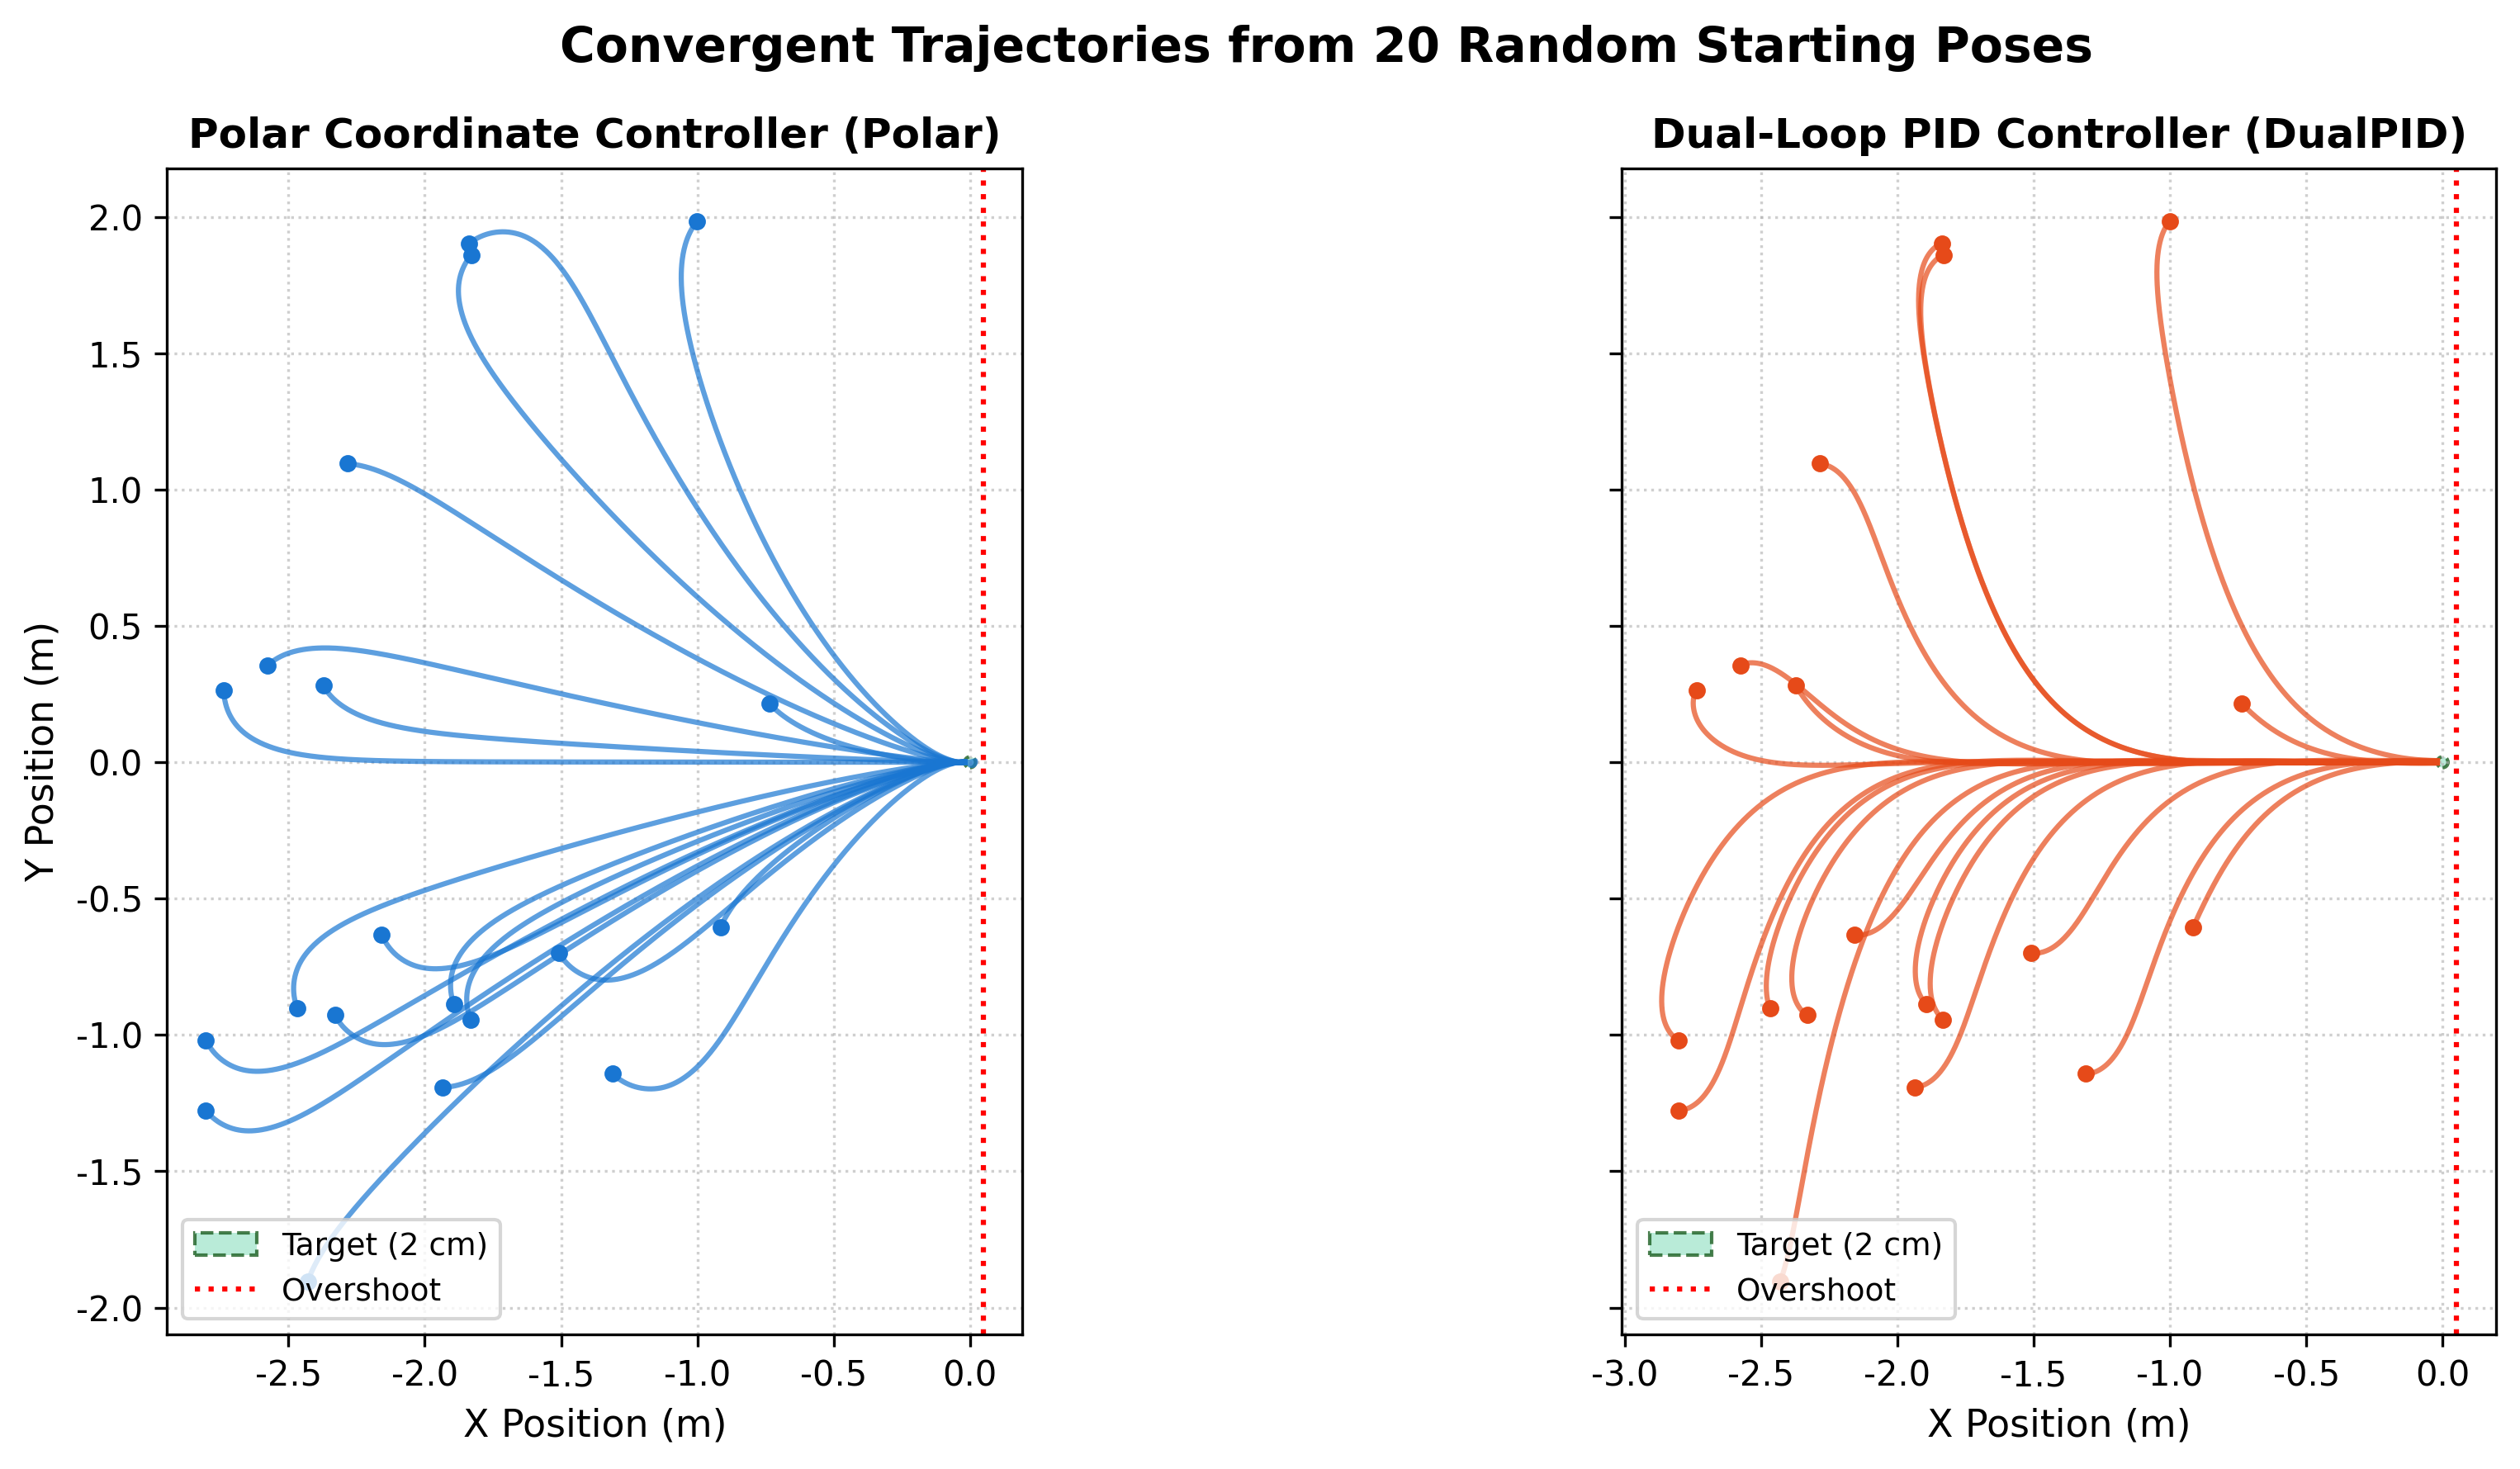 Convergent Trajectories from 20 Random Starting Poses
Polar Coordinate Controller (Polar)
Y Position (m)
2.0
1.5
1.0
0.5
0.0
-0.5
-1.0
-1.5
-2.0
Target (2 cm)
Overshoot
-2.5 -2.0 -1.5 -1.0 -0.5 0.0
X Position (m)
Dual-Loop PID Controller (DualPID)
Target (2 cm)
Overshoot
-3.0 -2.5 -2.0 -1.5 -1.0 -0.5 0.0
X Position (m)